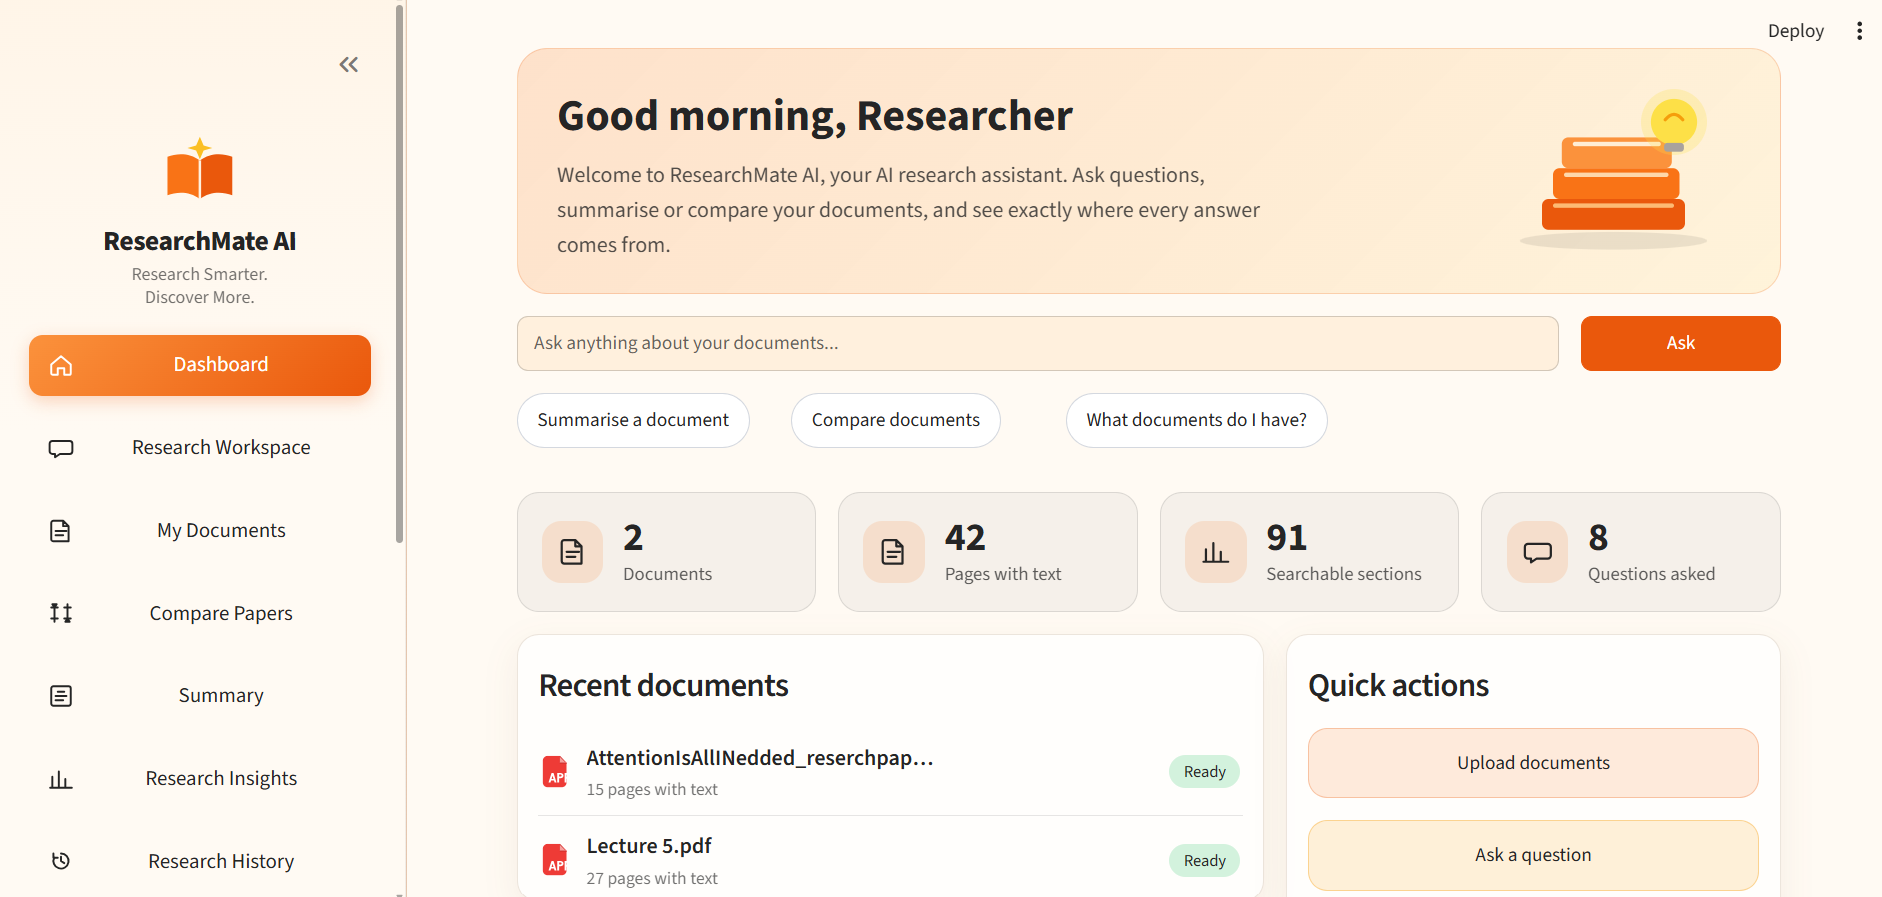 Deploy
ResearchMate AI
Research Smarter.
Discover More.
Dashboard
Research Workspace
My Documents
Compare Papers
Summary
Research Insights
Research History
Good morning, Researcher
Welcome to ResearchMate AI, your AI research assistant. Ask questions,
summarise or compare your documents, and see exactly where every answer
comes from.
Ask anything about your documents...
Ask
Summarise a document
Compare documents
What documents do I have?
2
Documents
42
Pages with text
91
Searchable sections
8
Questions asked
Recent documents
AttentionIsAllINedded_reserchpap...
15 pages with text
Ready
Lecture 5.pdf
27 pages with text
Ready
Quick actions
Upload documents
Ask a question